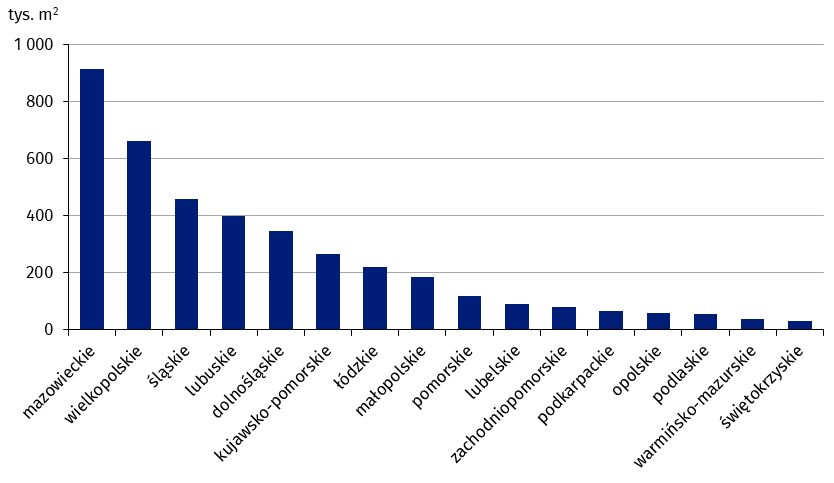 tys. m²
1 000
800
600
400
200
0
mazowieckie
wielkopolskie
śląskie
lubuskie
dolnośląskie
kujawsko-pomorskie
łódzkie
małopolskie
pomorskie
lubelskie
zachodniopomorskie
podkarpackie
opolskie
podlaskie
warmińsko-mazurskie
świętokrzyskie